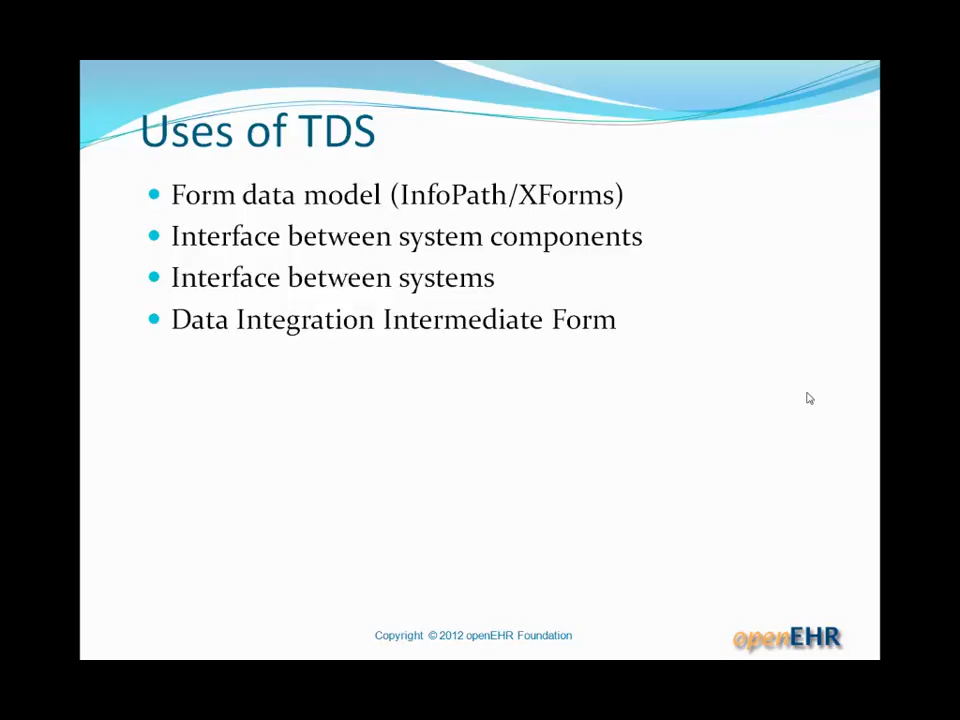 Uses of TDS
Form data model (InfoPath/XForms)
Interface between system components
Interface between systems
Data Integration Intermediate Form
Copyright © 2012 openEHR Foundation
openEHR